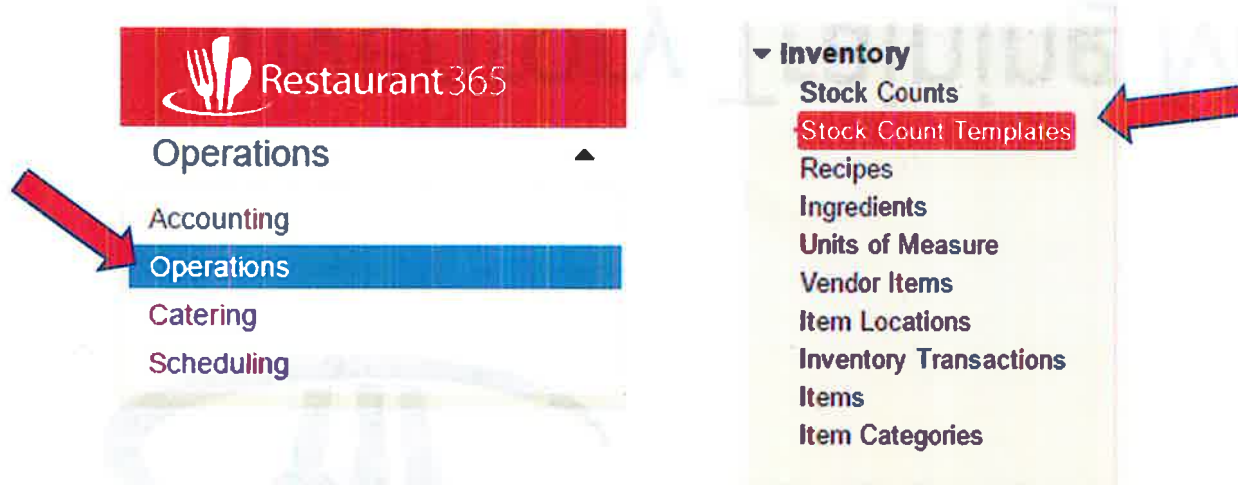 Restaurant365
Operations
Accounting
Operations
Catering
Scheduling
Inventory
Stock Counts
Stock Count Templates
Recipes
Ingredients
Units of Measure
Vendor Items
Item Locations
Inventory Transactions
Items
Item Categories